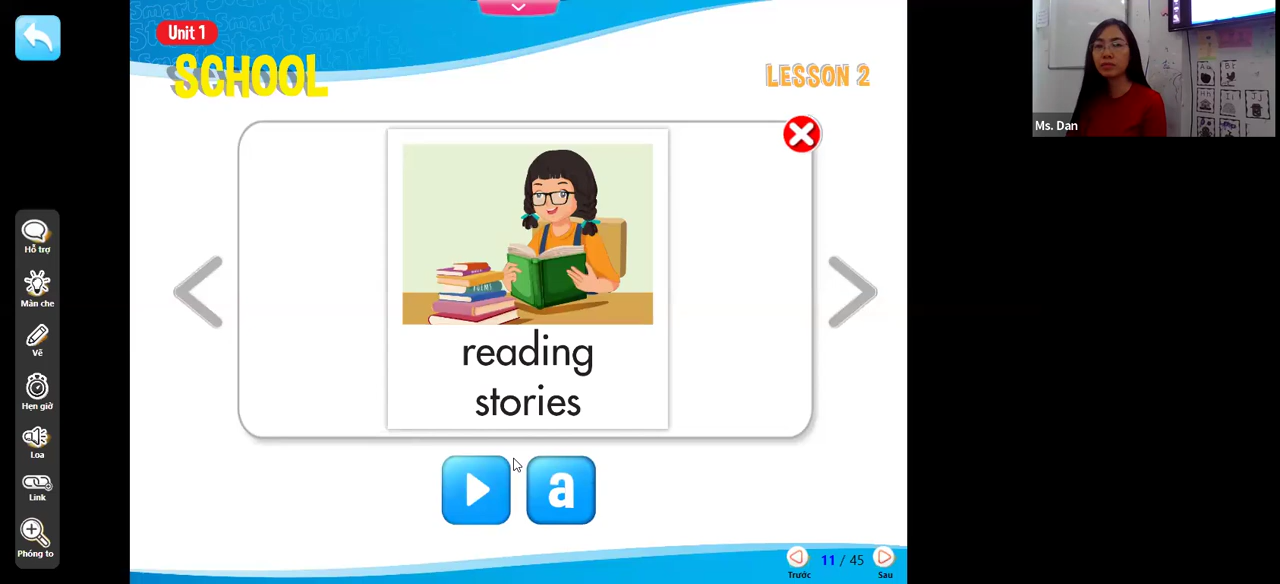 Unit 1
SCHOOL
LESSON 2
Ms. Dan
POEMS
reading
stories
a
Hỗ trợ
Màn che
Vẽ
Hẹn giờ
Loa
Link
Phóng to
11 / 45
Trước
Sau